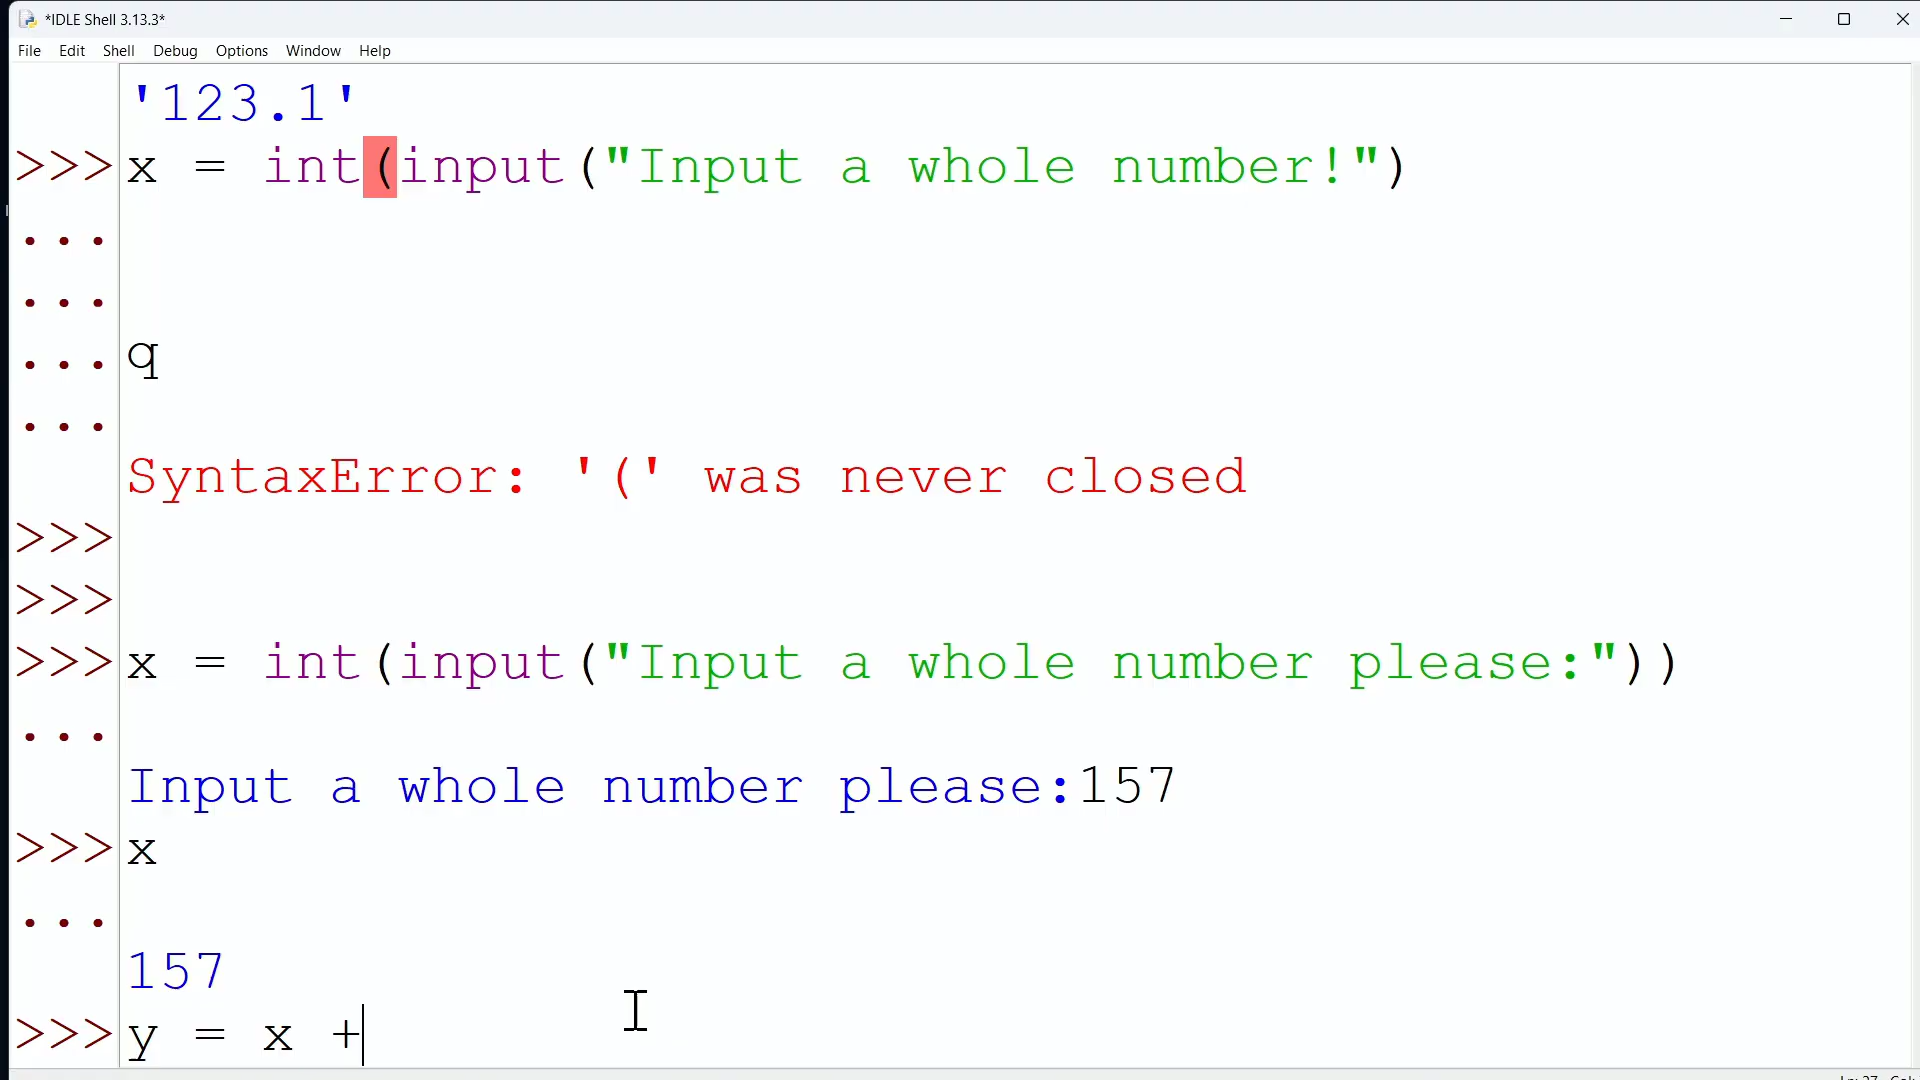 *IDLE Shell 3.13.3*
File Edit Shell Debug Options Window Help
'123.1'
>>> x = int(input("Input a whole number!")
...
...
... q
...
SyntaxError: '(' was never closed
>>>
>>>
>>> x = int(input("Input a whole number please:"))
...
Input a whole number please:157
>>> x
...
157
>>> y = x +